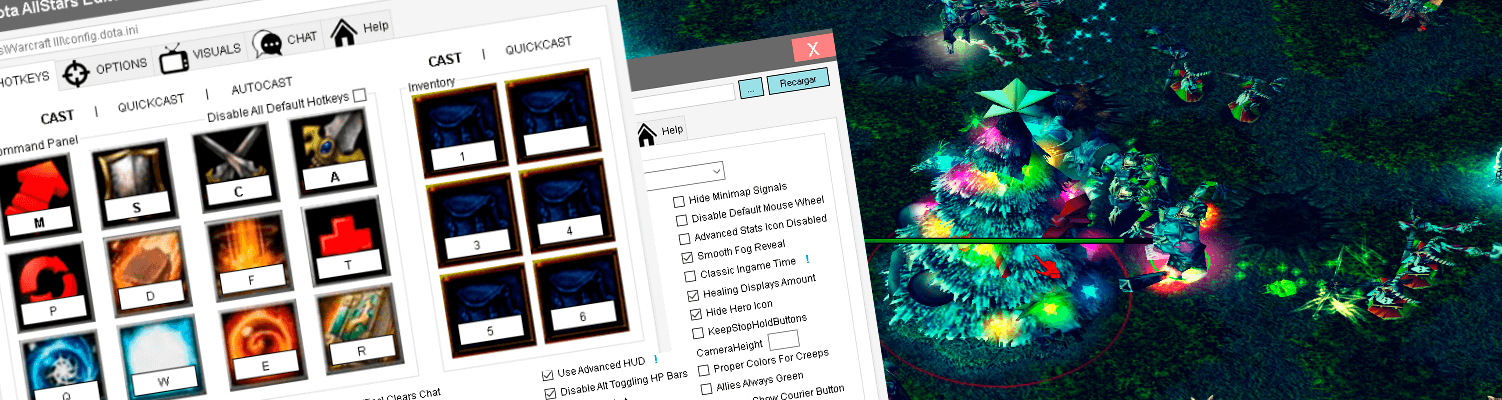 ota AllStars
s\Warcraft III\config.dota.ini
HOTKEYS
OPTIONS
VISUALS
CHAT
Help
CAST | QUICKCAST | AUTOCAST
Disable All Default Hotkeys
ommand Panel
M
S
C
A
P
D
F
T
Q
W
E
R
CAST | QUICKCAST
Inventory
1
3
4
5
6
Clears Chat
Use Advanced HUD !
Disable Alt Toggling HP Bars
X
...
Recargar
Help
Hide Minimap Signals
Disable Default Mouse Wheel
Advanced Stats Icon Disabled
Smooth Fog Reveal
Classic Ingame Time !
Healing Displays Amount
Hide Hero Icon
KeepStopHoldButtons
CameraHeight
Proper Colors For Creeps
Allies Always Green
Show Courier Button